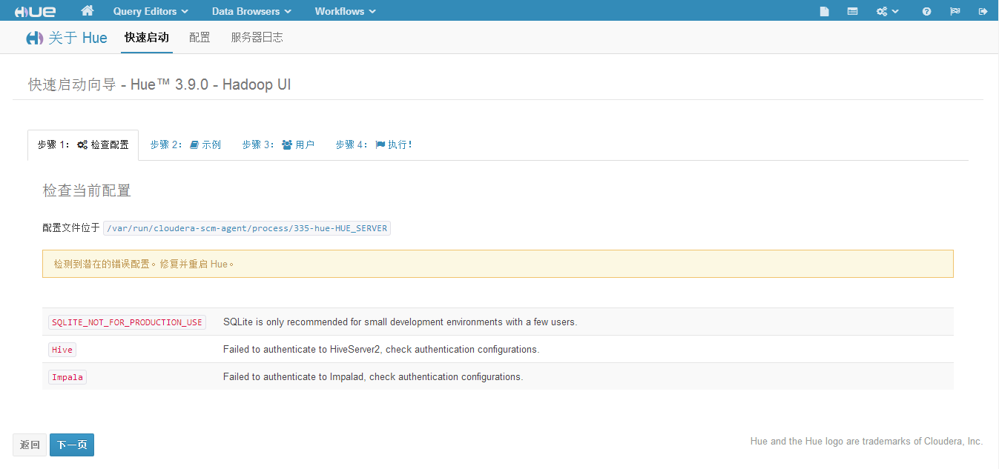 HUE Query Editors Data Browsers Workflows
关于 Hue 快速启动 配置 服务器日志
快速启动向导 - Hue™ 3.9.0 - Hadoop UI
步骤 1: 检查配置 步骤 2: 示例 步骤 3: 用户 步骤 4: 执行!
检查当前配置
配置文件位于 /var/run/cloudera-scm-agent/process/335-hue-HUE_SERVER
检测到潜在的错误配置。修复并重启 Hue。
SQLITE_NOT_FOR_PRODUCTION_USE SQLite is only recommended for small development environments with a few users.
Hive Failed to authenticate to HiveServer2, check authentication configurations.
Impala Failed to authenticate to Impalad, check authentication configurations.
返回 下一页 Hue and the Hue logo are trademarks of Cloudera, Inc.